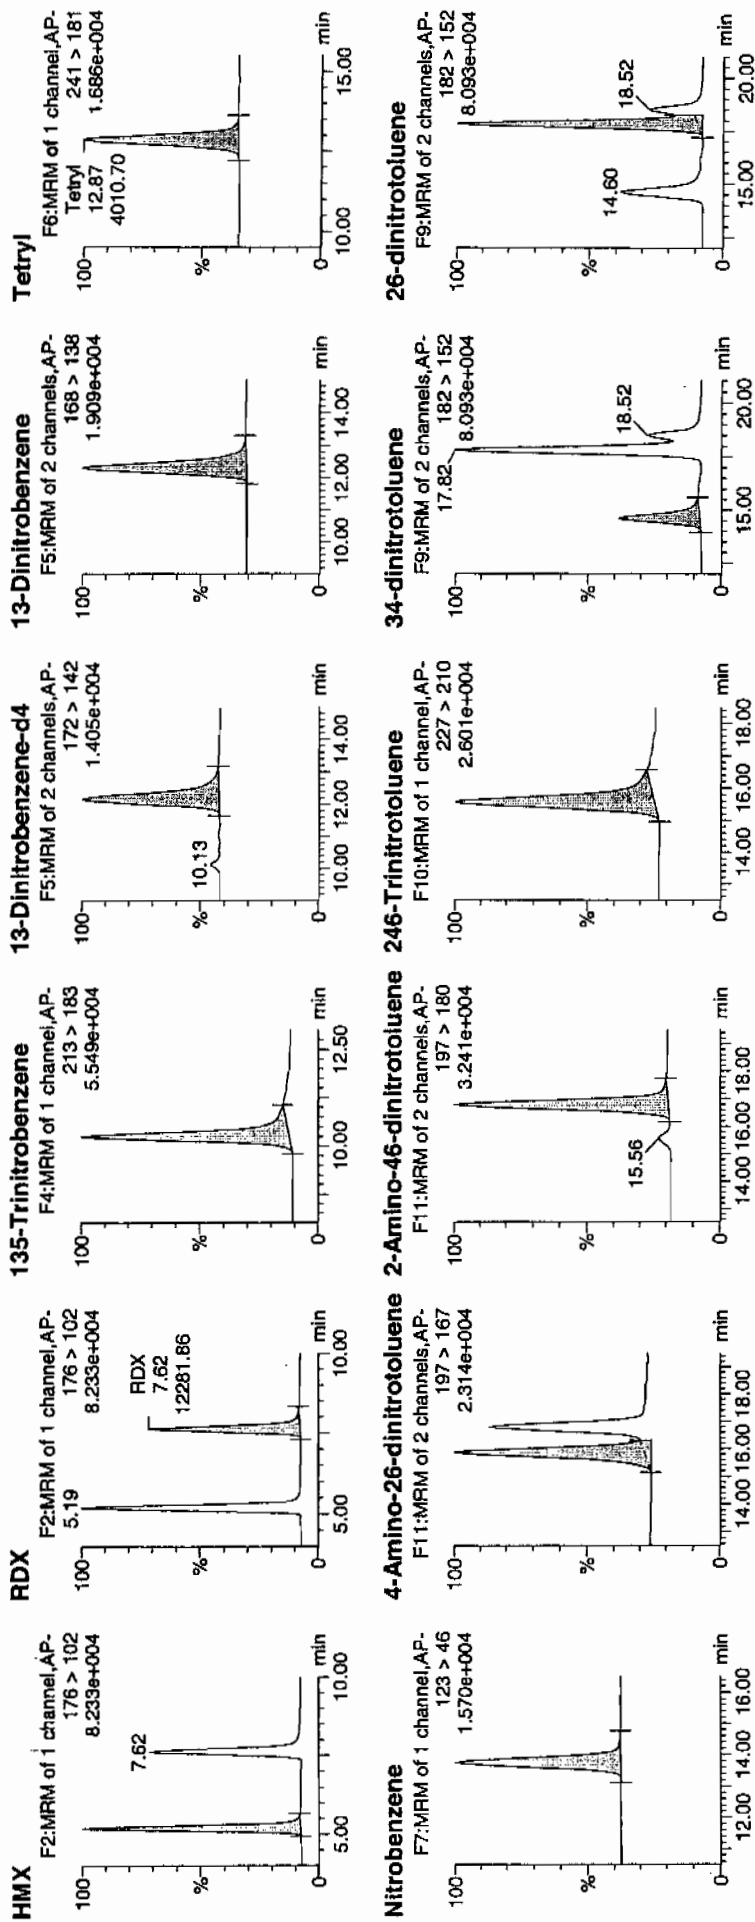 HMX
F2:MRM of 1 channel,AP-
176 > 102
8.233e+004
100
7.62
%
0
5.00
10.00
min
RDX
F2:MRM of 1 channel,AP-
5.19
176 > 102
8.233e+004
100
RDX
7.62
12281.86
%
0
5.00
10.00
min
135-Trinitrobenzene
F4:MRM of 1 channel,AP-
213 > 183
5.549e+004
100
%
0
10.00
12.50
min
13-Dinitrobenzene-d4
F5:MRM of 2 channels,AP-
172 > 142
1.405e+004
100
10.13
%
0
10.00
12.00
14.00
min
13-Dinitrobenzene
F5:MRM of 2 channels,AP-
168 > 138
1.909e+004
100
%
0
10.00
12.00
14.00
min
Tetryl
F6:MRM of 1 channel,AP-
Tetryl
241 > 181
12.87
1.686e+004
4010.70
100
%
0
10.00
15.00
min
Nitrobenzene
F7:MRM of 1 channel,AP-
123 > 46
1.570e+004
100
%
0
12.00
14.00
16.00
min
4-Amino-26-dinitrotoluene
F11:MRM of 2 channels,AP-
197 > 167
2.314e+004
100
%
0
14.00
16.00
18.00
min
2-Amino-46-dinitrotoluene
F11:MRM of 2 channels,AP-
197 > 180
3.241e+004
100
15.56
%
0
14.00
16.00
18.00
min
246-Trinitrotoluene
F10:MRM of 1 channel,AP-
227 > 210
2.601e+004
100
%
0
14.00
16.00
18.00
min
34-dinitrotoluene
F9:MRM of 2 channels,AP-
17.82
182 > 152
8.093e+004
100
18.52
%
0
15.00
20.00
min
26-dinitrotoluene
F9:MRM of 2 channels,AP-
182 > 152
8.093e+004
100
14.60
18.52
%
0
15.00
20.00
min